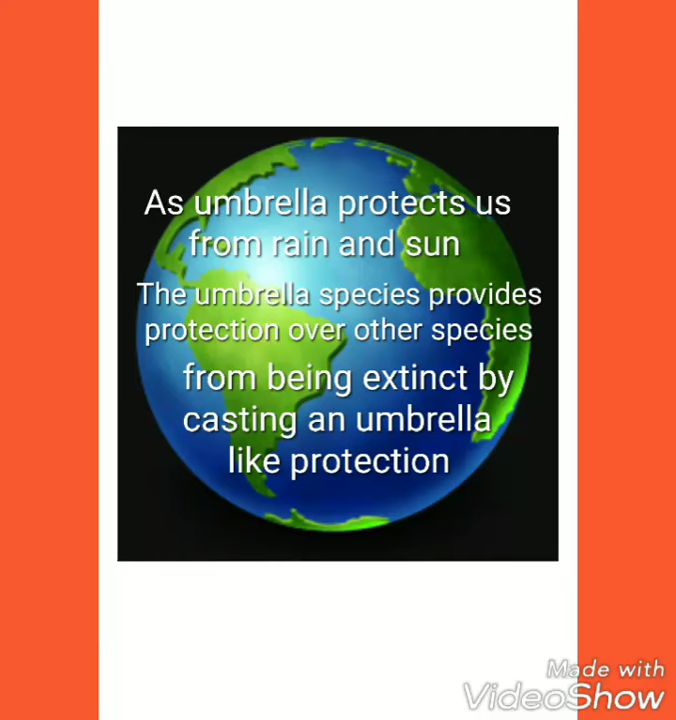 As umbrella protects us
from rain and sun
The umbrella species provides
protection over other species
from being extinct by
casting an umbrella
like protection
Made with
VideoShow